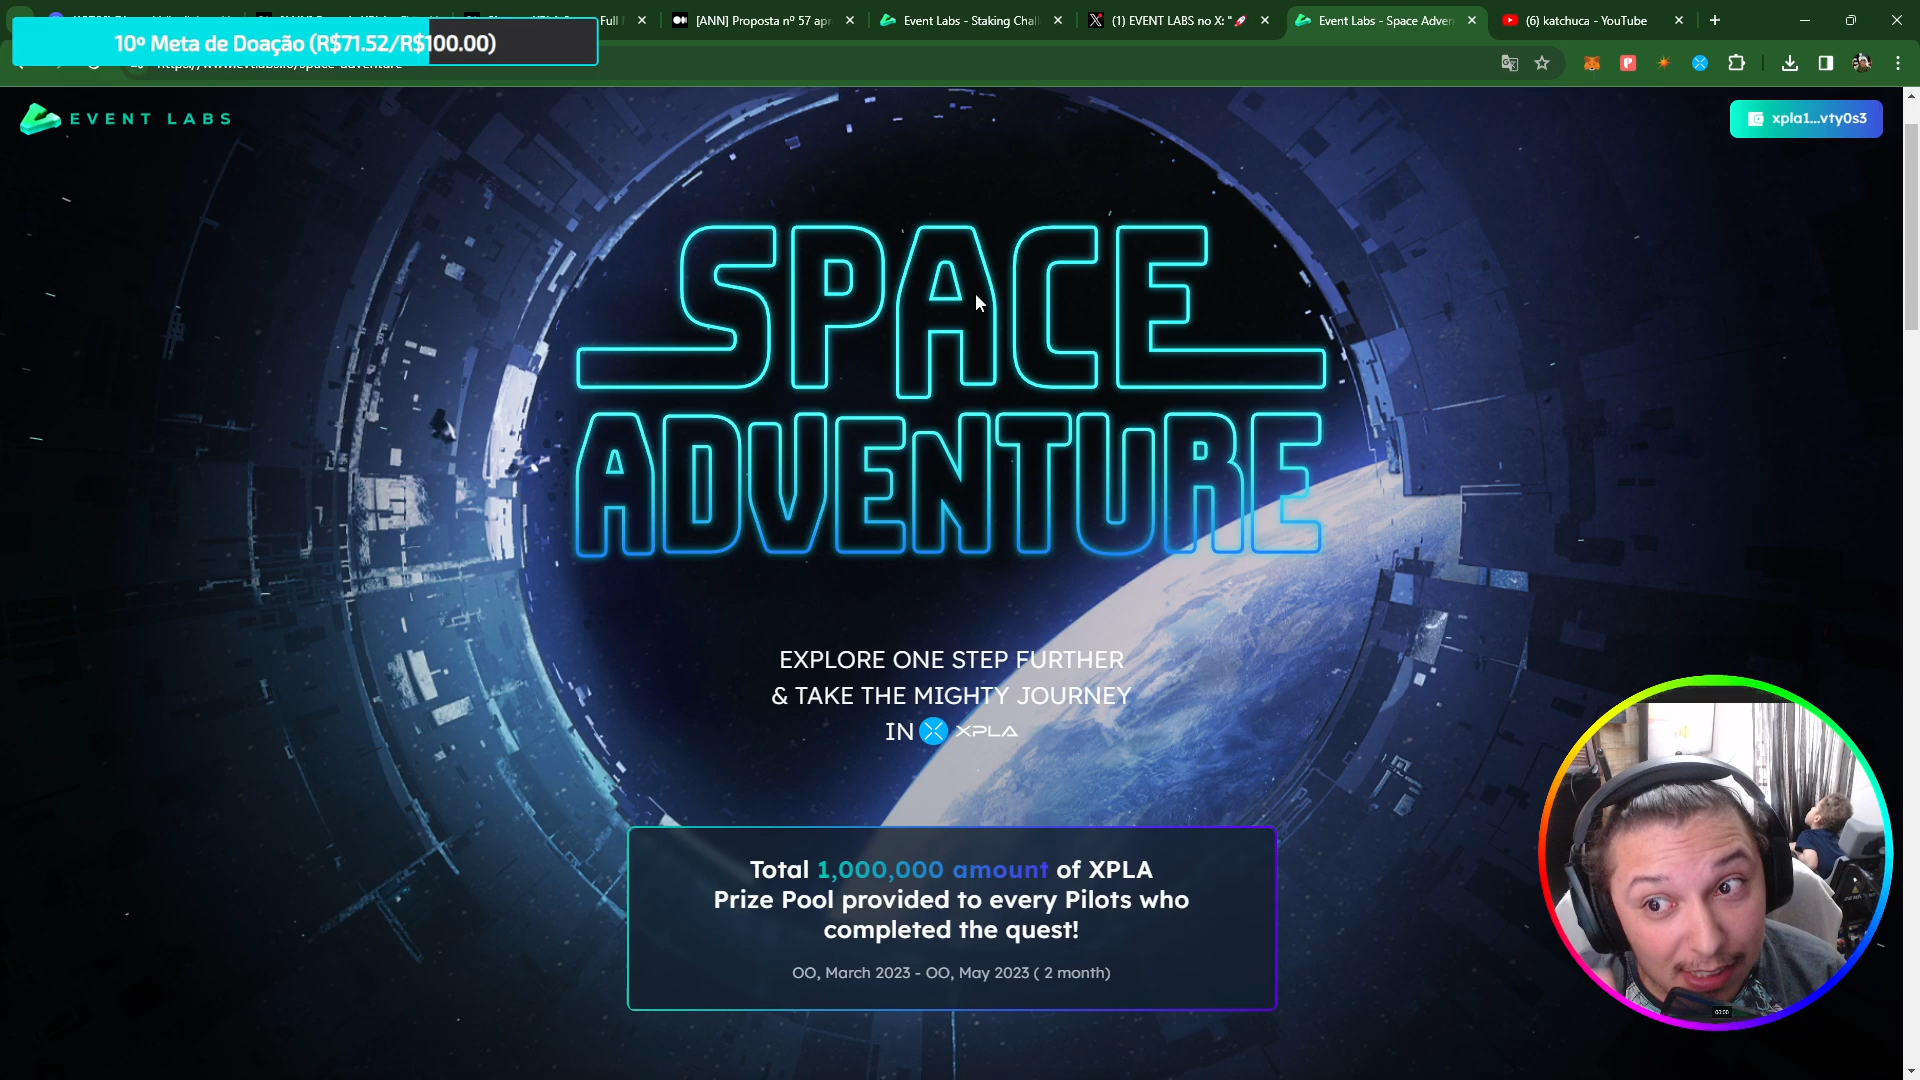 Full
[ANN] Proposta nº 57 apr
Event Labs - Staking Chall
(1) EVENT LABS no X: "🚀
Event Labs - Space Adven
(6) katchuca - YouTube
10º Meta de Doação (R$71.52/R$100.00)
EVENT LABS
xpla1...vty0s3
SPACE
ADVENTURE
EXPLORE ONE STEP FURTHER
& TAKE THE MIGHTY JOURNEY
IN XPLA
Total 1,000,000 amount of XPLA
Prize Pool provided to every Pilots who
completed the quest!
OO, March 2023 - OO, May 2023 ( 2 month)
00:00